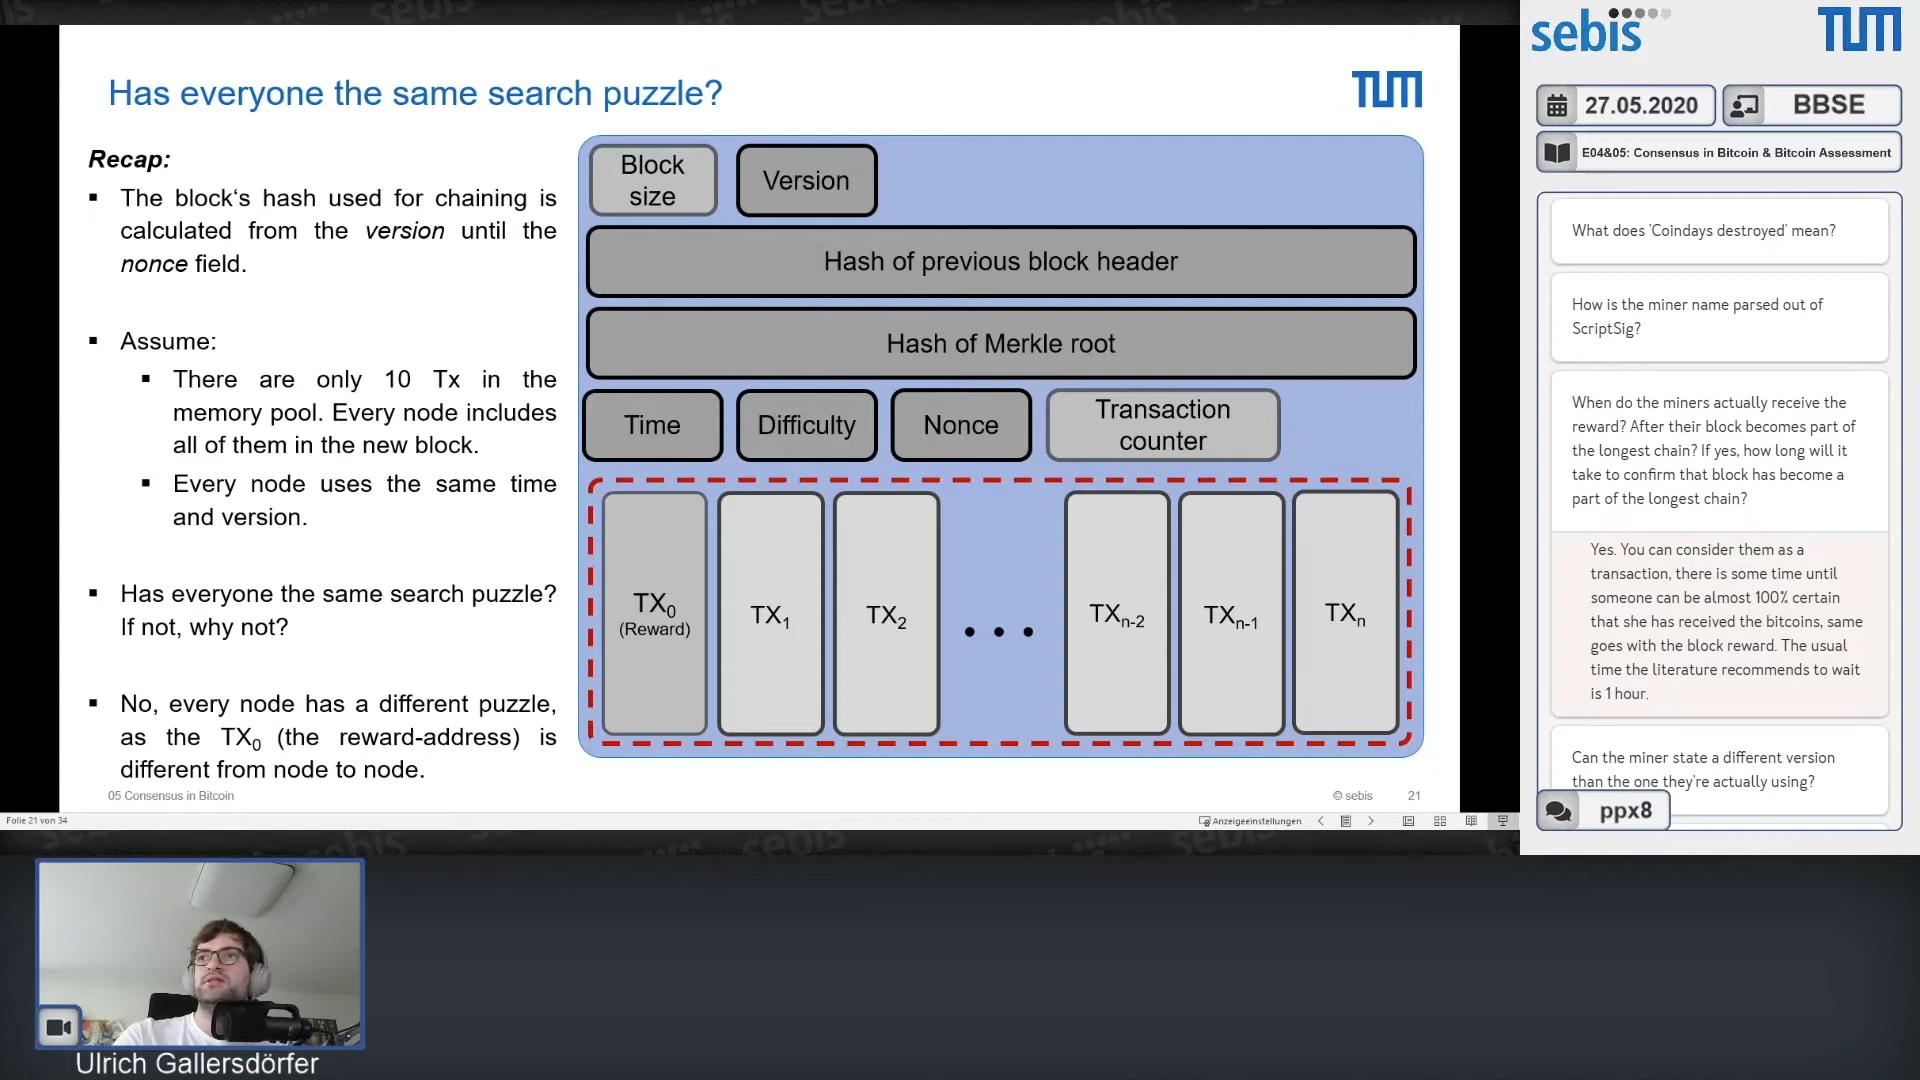 Has everyone the same search puzzle?
TUM
Recap:
▪ The block's hash used for chaining is
calculated from the version until the
nonce field.
▪ Assume:
▪ There are only 10 Tx in the
memory pool. Every node includes
all of them in the new block.
▪ Every node uses the same time
and version.
▪ Has everyone the same search puzzle?
If not, why not?
▪ No, every node has a different puzzle,
as the TX0 (the reward-address) is
different from node to node.
Block
size
Version
Hash of previous block header
Hash of Merkle root
Time
Difficulty
Nonce
Transaction
counter
TX0
(Reward)
TX1
TX2
• • •
TXn-2
TXn-1
TXn
05 Consensus in Bitcoin
© sebis
21
Folie 21 von 34
Anzeigeeinstellungen
sebis
TUM
27.05.2020
BBSE
E04&05: Consensus in Bitcoin & Bitcoin Assessment
What does 'Coindays destroyed' mean?
How is the miner name parsed out of
ScriptSig?
When do the miners actually receive the
reward? After their block becomes part of
the longest chain? If yes, how long will it
take to confirm that block has become a
part of the longest chain?
Yes. You can consider them as a
transaction, there is some time until
someone can be almost 100% certain
that she has received the bitcoins, same
goes with the block reward. The usual
time the literature recommends to wait
is 1 hour.
Can the miner state a different version
than the one they're actually using?
ppx8
Ulrich Gallersdörfer